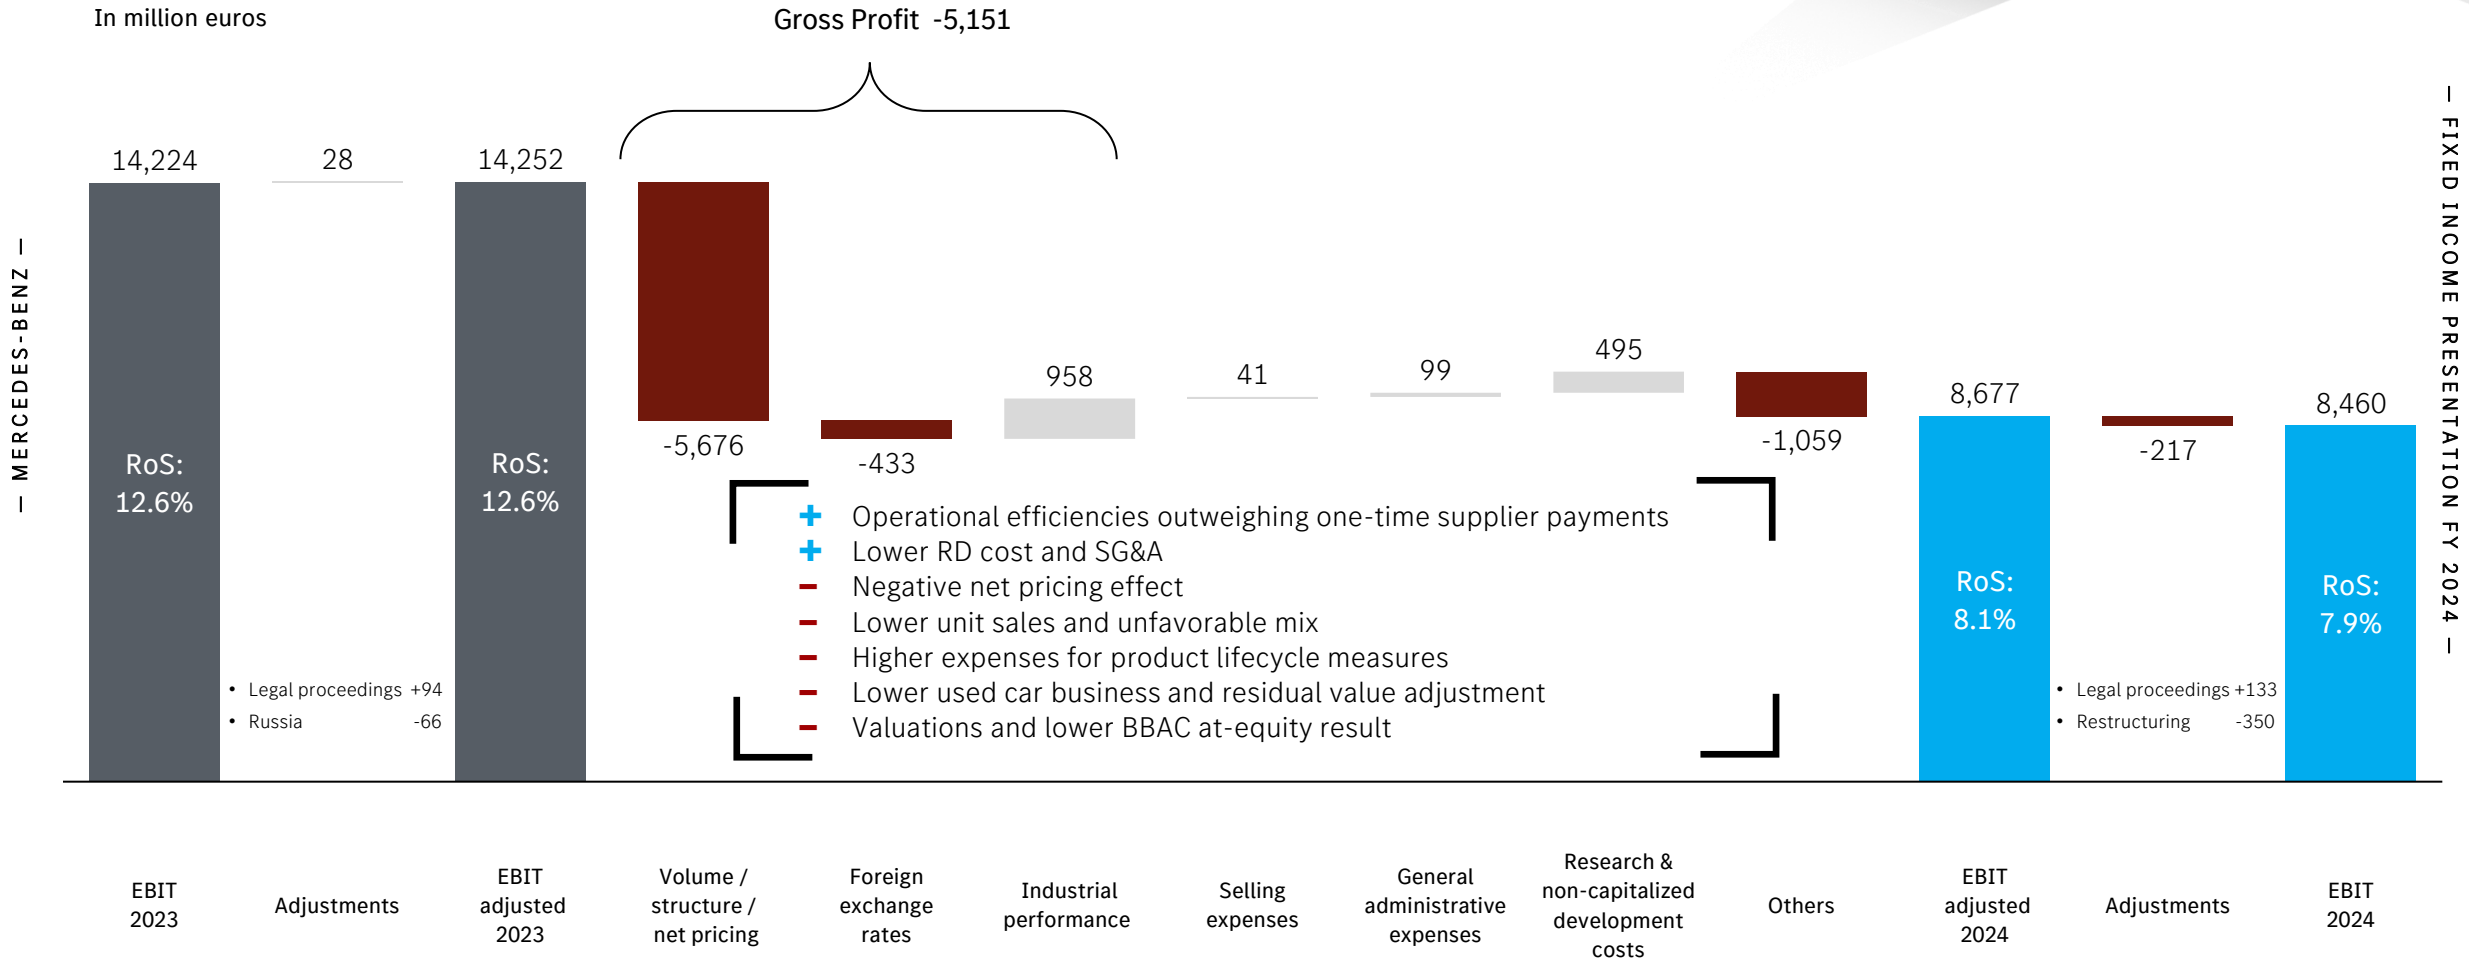 In million euros
Gross Profit -5,151
— MERCEDES-BENZ —
— FIXED INCOME PRESENTATION FY 2024 —
14,224
28
14,252
-5,676
-433
958
41
99
495
-1,059
8,677
-217
8,460
RoS:
12.6%
RoS:
12.6%
RoS:
8.1%
RoS:
7.9%
+ Operational efficiencies outweighing one-time supplier payments
+ Lower RD cost and SG&A
– Negative net pricing effect
– Lower unit sales and unfavorable mix
– Higher expenses for product lifecycle measures
– Lower used car business and residual value adjustment
– Valuations and lower BBAC at-equity result
• Legal proceedings +94
• Russia -66
• Legal proceedings +133
• Restructuring -350
EBIT
2023
Adjustments
EBIT
adjusted
2023
Volume /
structure /
net pricing
Foreign
exchange
rates
Industrial
performance
Selling
expenses
General
administrative
expenses
Research &
non-capitalized
development
costs
Others
EBIT
adjusted
2024
Adjustments
EBIT
2024